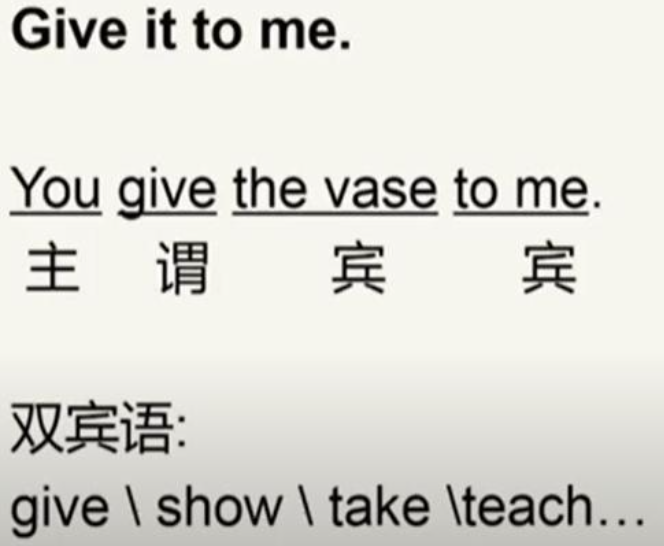 Give it to me.
You give the vase to me.
主 谓 宾 宾
双宾语:
give \ show \ take \teach...